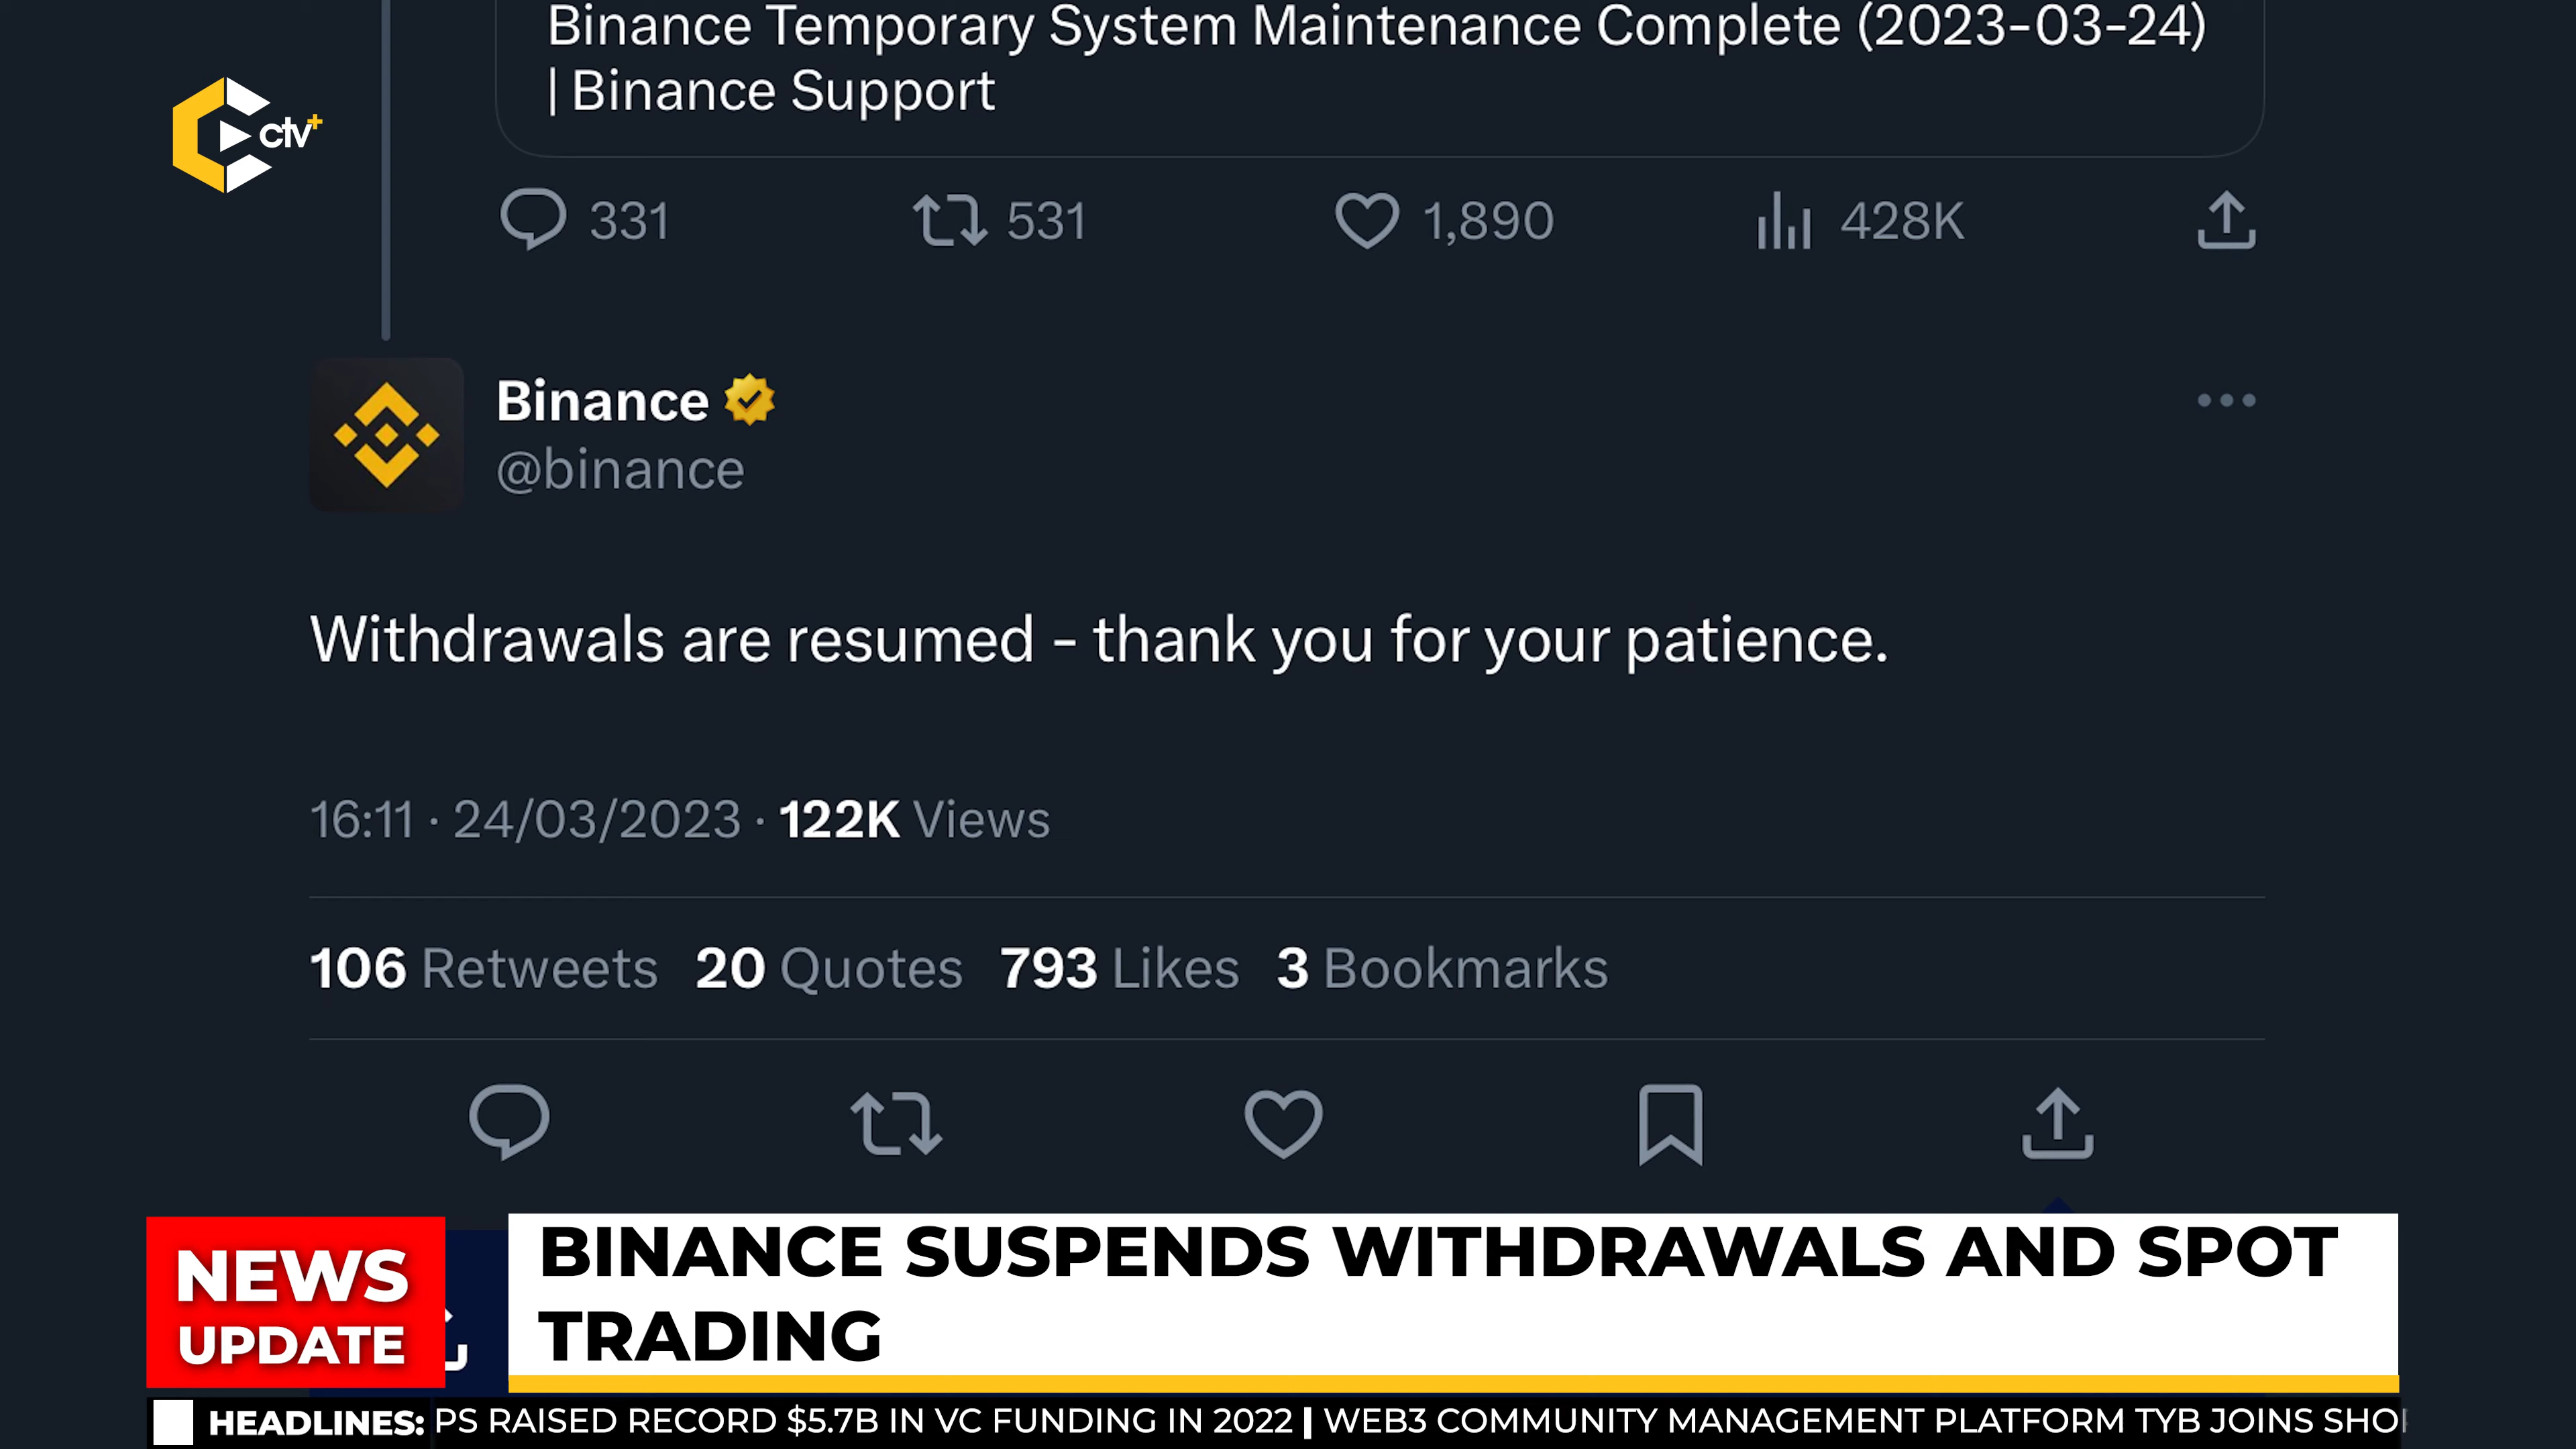 Binance Temporary System Maintenance Complete (2023-03-24)
| Binance Support
ctv+
331 531 1,890 428K
Binance
@binance
Withdrawals are resumed - thank you for your patience.
16:11 · 24/03/2023 · 122K Views
106 Retweets 20 Quotes 793 Likes 3 Bookmarks
NEWS
UPDATE
BINANCE SUSPENDS WITHDRAWALS AND SPOT
TRADING
HEADLINES: PS RAISED RECORD $5.7B IN VC FUNDING IN 2022 | WEB3 COMMUNITY MANAGEMENT PLATFORM TYB JOINS